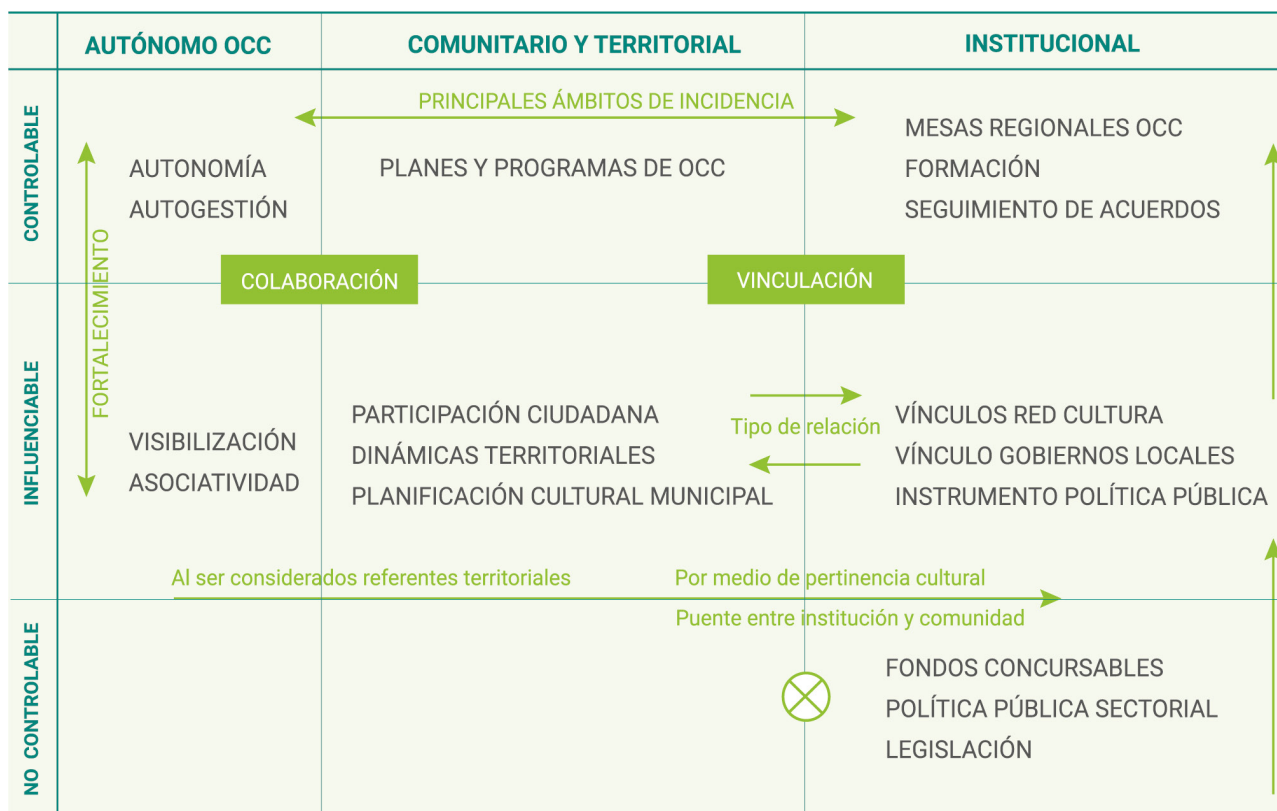 AUTÓNOMO OCC
COMUNITARIO Y TERRITORIAL
INSTITUCIONAL
CONTROLABLE
PRINCIPALES ÁMBITOS DE INCIDENCIA
AUTONOMÍA
AUTOGESTIÓN
PLANES Y PROGRAMAS DE OCC
MESAS REGIONALES OCC
FORMACIÓN
SEGUIMIENTO DE ACUERDOS
FORTALECIMIENTO
COLABORACIÓN
VINCULACIÓN
INFLUENCIABLE
VISIBILIZACIÓN
ASOCIATIVIDAD
PARTICIPACIÓN CIUDADANA
DINÁMICAS TERRITORIALES
PLANIFICACIÓN CULTURAL MUNICIPAL
Tipo de relación
VÍNCULOS RED CULTURA
VÍNCULO GOBIERNOS LOCALES
INSTRUMENTO POLÍTICA PÚBLICA
Al ser considerados referentes territoriales
Por medio de pertinencia cultural
Puente entre institución y comunidad
NO CONTROLABLE
FONDOS CONCURSABLES
POLÍTICA PÚBLICA SECTORIAL
LEGISLACIÓN